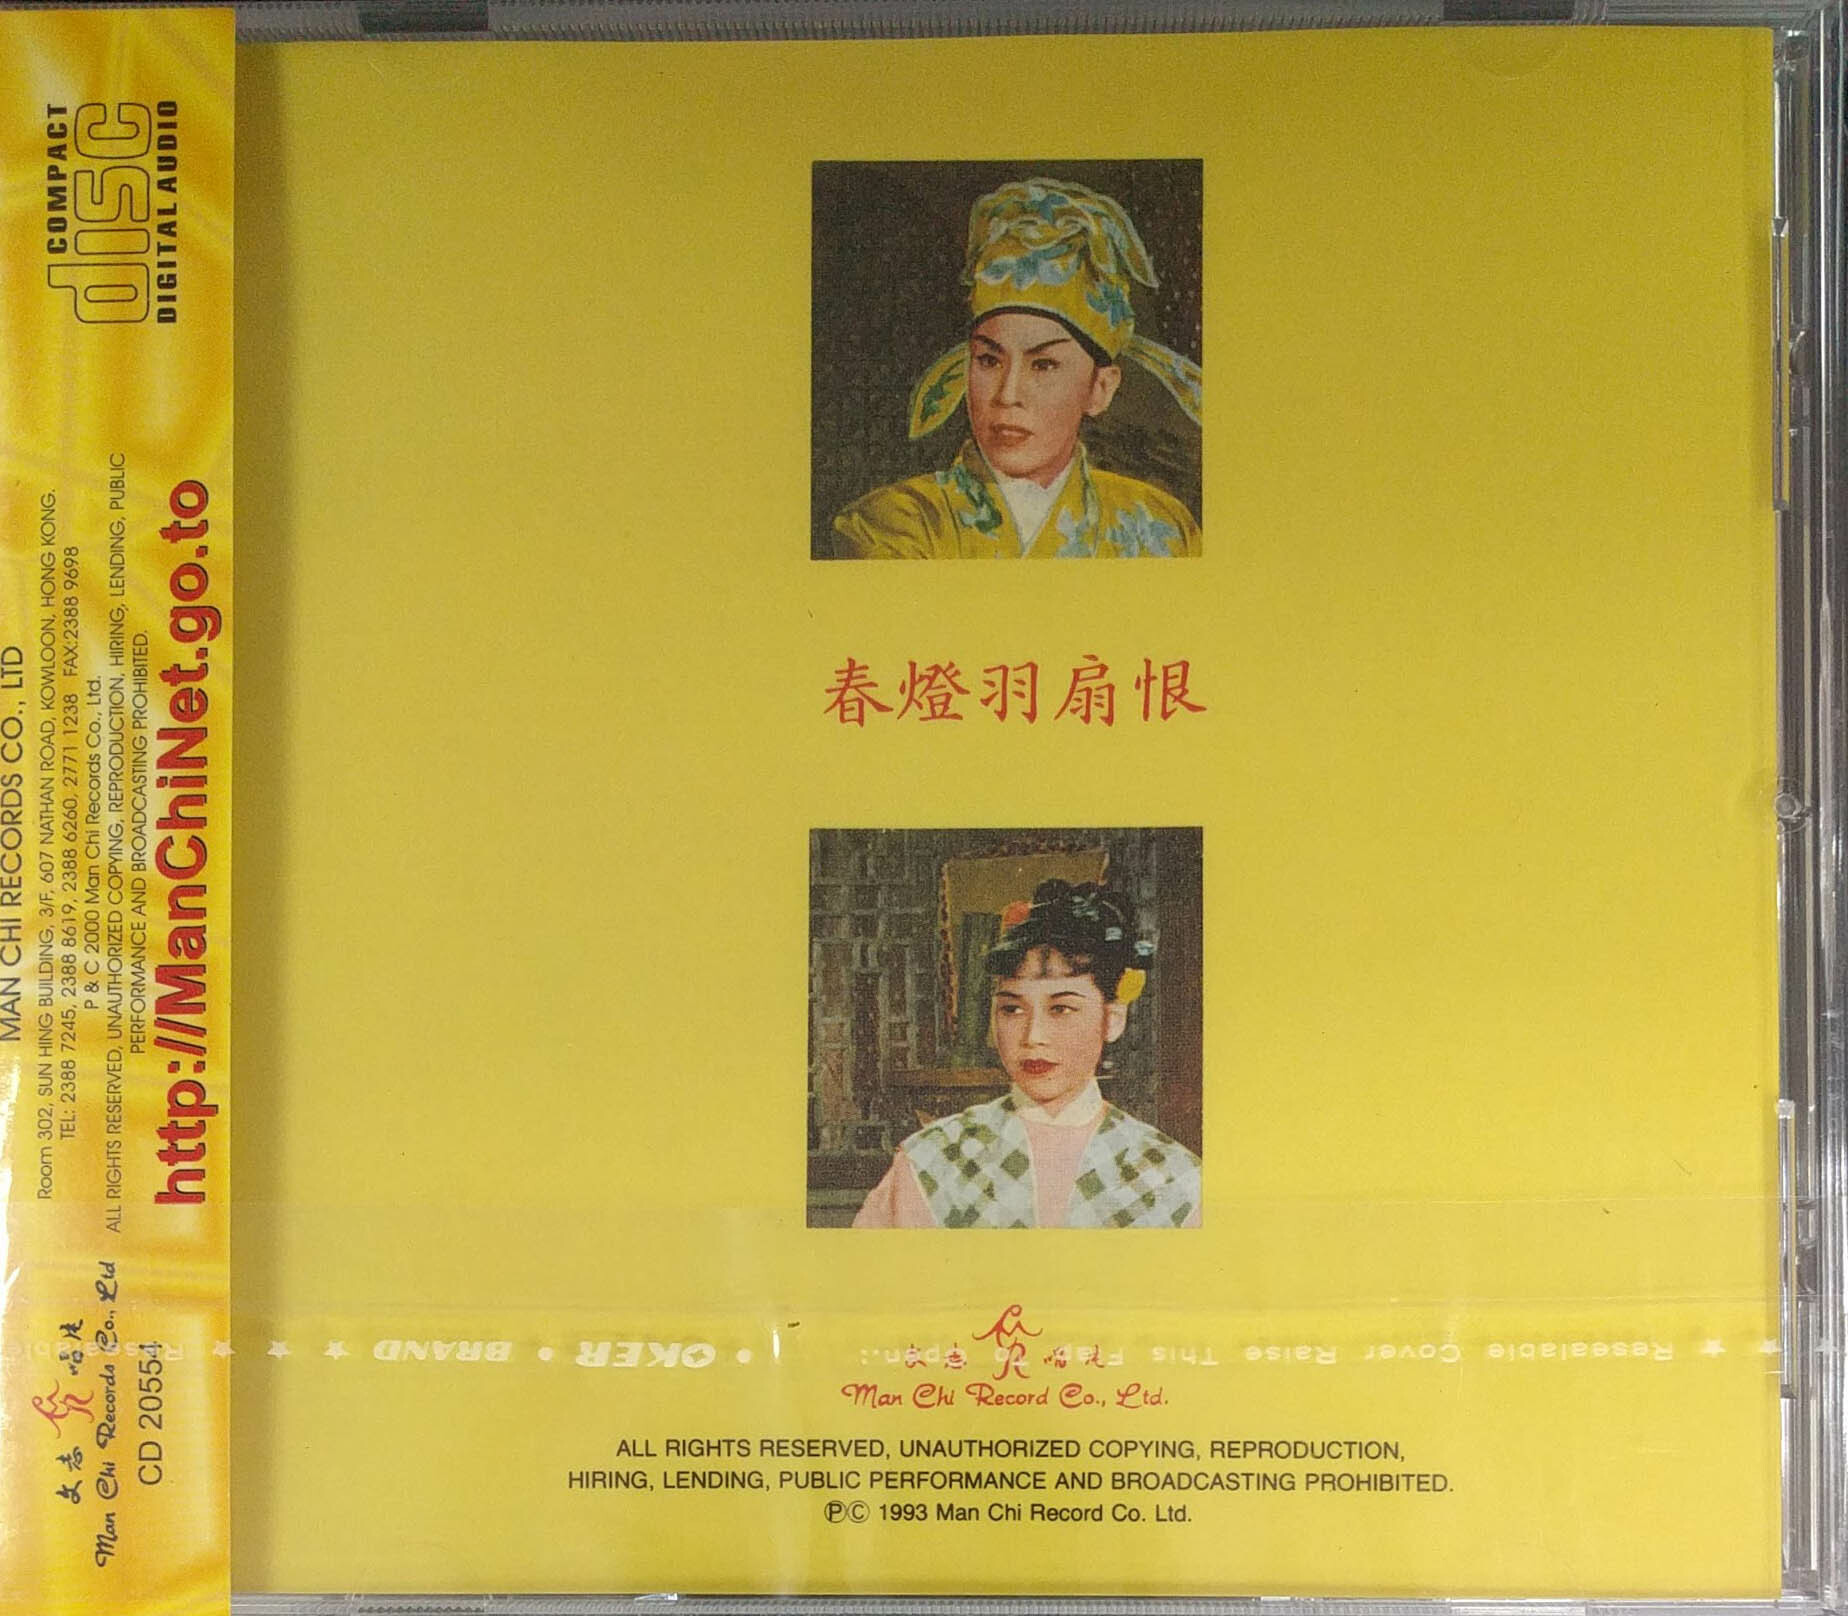 COMPACT
disc
DIGITAL AUDIO
MAN CHI RECORDS CO., LTD
Room 302, SUN HING BUILDING, 3/F, 607 NATHAN ROAD, KOWLOON, HONG KONG.
TEL: 2388 7245, 2388 8619, 2388 6260, 2771 1238 FAX:2388 9698
P & C 2000 Man Chi Records Co., Ltd.
ALL RIGHTS RESERVED, UNAUTHORIZED COPYING, REPRODUCTION, HIRING, LENDING, PUBLIC
PERFORMANCE AND BROADCASTING PROHIBITED.
http://ManChiNet.go.to
文志唱片
Man Chi Records Co., Ltd
CD 20554
春燈羽扇恨
Resealable Cover Raise This Flap To Open..:
• OKER • BRAND
Resealable
文志唱片
Man Chi Record Co., Ltd.
ALL RIGHTS RESERVED, UNAUTHORIZED COPYING, REPRODUCTION,
HIRING, LENDING, PUBLIC PERFORMANCE AND BROADCASTING PROHIBITED.
ⓅⒸ 1993 Man Chi Record Co. Ltd.